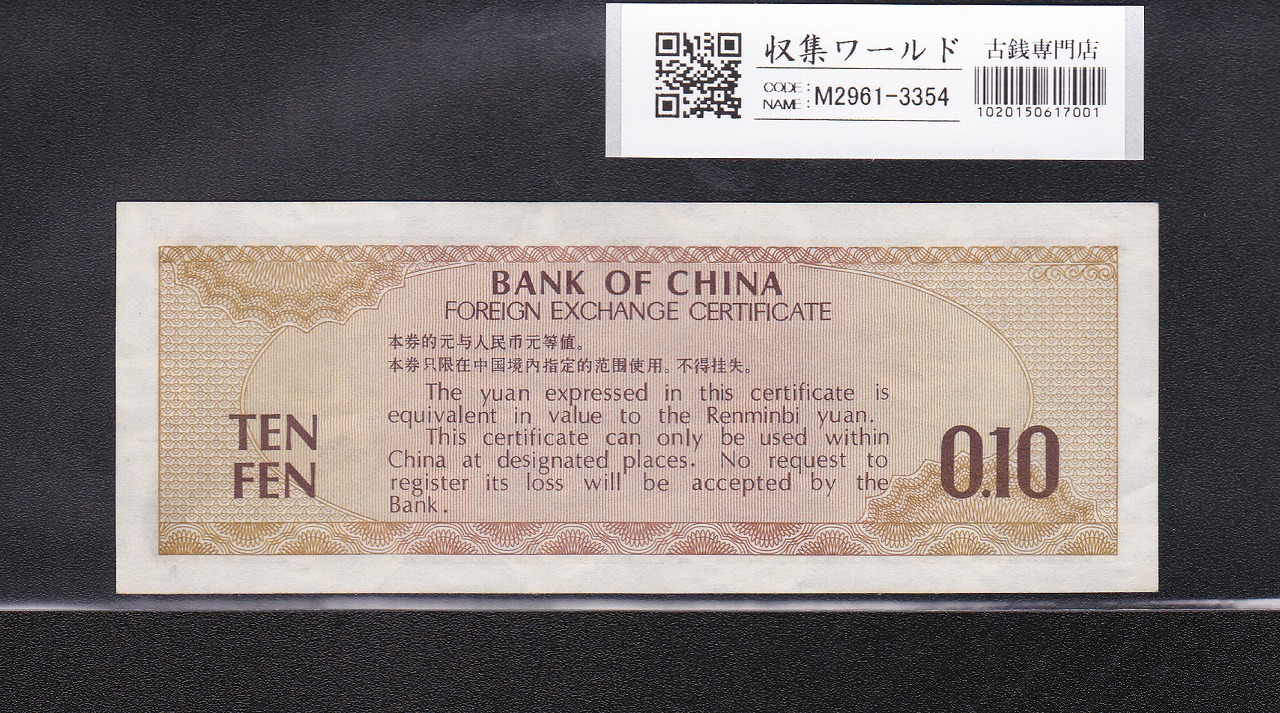 収集ワールド
古銭専門店
CODE :
NAME :
M2961-3354
1020150617001
BANK OF CHINA
FOREIGN EXCHANGE CERTIFICATE
本券的元与人民币元等値。
本券只限在中国境内指定的范围使用。不得挂失。
The yuan expressed in this certificate is
equivalent in value to the Renminbi yuan.
This certificate can only be used within
China at designated places. No request to
register its loss will be accepted by the
Bank.
TEN
FEN
0.10